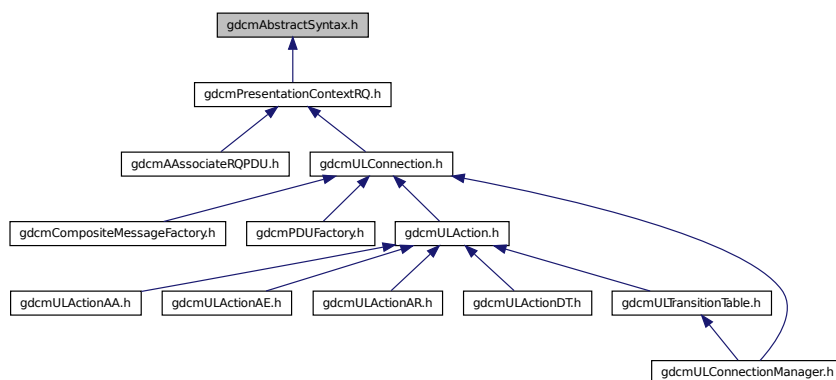 gdcmAbstractSyntax.h
gdcmPresentationContextRQ.h
gdcmAAssociateRQPDU.h
gdcmULConnection.h
gdcmCompositeMessageFactory.h
gdcmPDUFactory.h
gdcmULAction.h
gdcmULActionAA.h
gdcmULActionAE.h
gdcmULActionAR.h
gdcmULActionDT.h
gdcmULTransitionTable.h
gdcmULConnectionManager.h